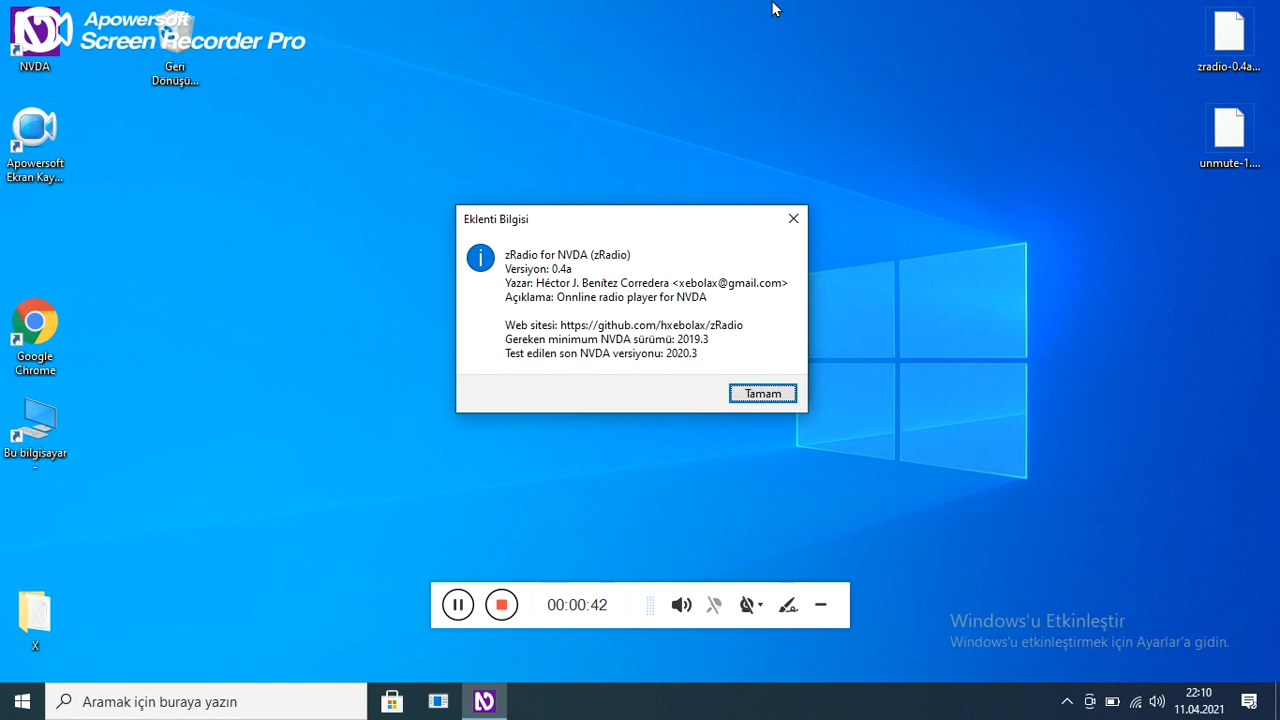 Apowersoft
Screen Recorder Pro
NVDA
Geri
Dönüşü...
zradio-0.4a...
Apowersoft
Ekran Kay...
unmute-1....
Eklenti Bilgisi
zRadio for NVDA (zRadio)
Versiyon: 0.4a
Yazar: Héctor J. Benítez Corredera <xebolax@gmail.com>
Açıklama: Onnline radio player for NVDA
Web sitesi: https://github.com/hxebolax/zRadio
Gereken minimum NVDA sürümü: 2019.3
Test edilen son NVDA versiyonu: 2020.3
Tamam
Google
Chrome
Bu bilgisayar
-
00:00:42
X
Windows'u Etkinleştir
Windows'u etkinleştirmek için Ayarlar'a gidin.
Aramak için buraya yazın
22:10
11.04.2021